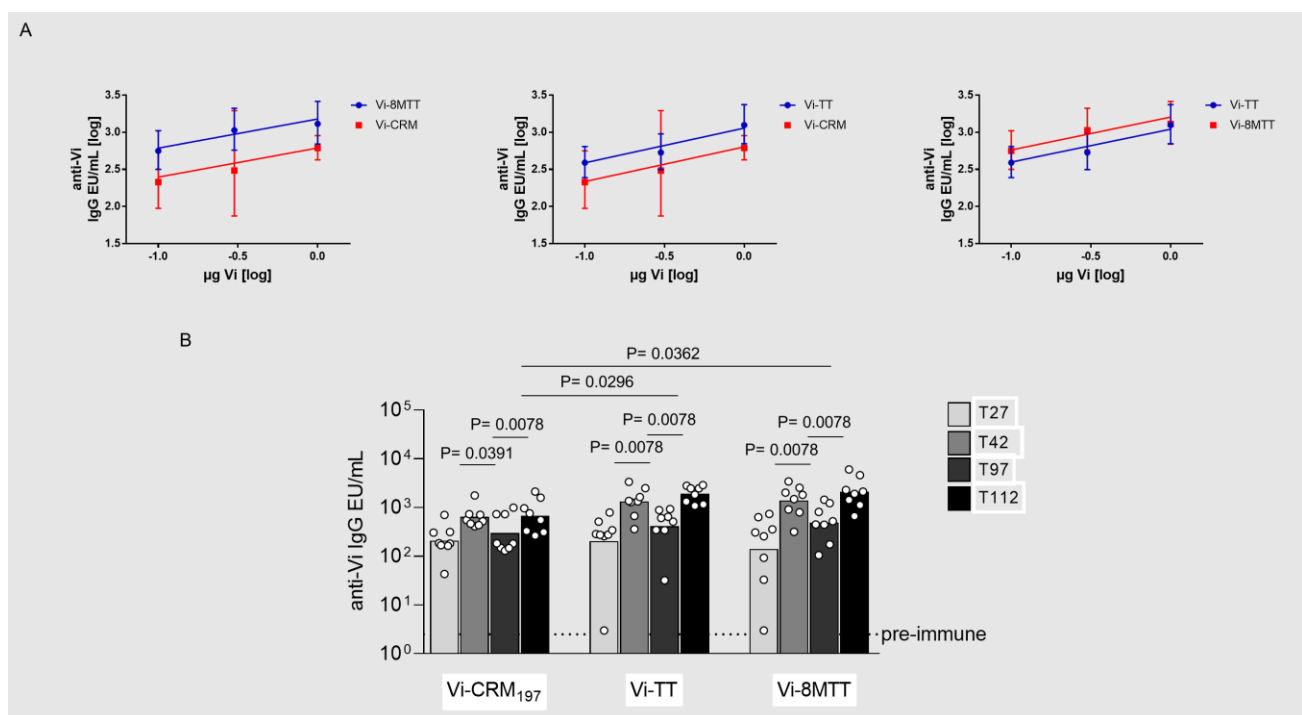 A
anti-Vi
IgG EU/mL [log]
3.5
3.0
2.5
2.0
1.5
-1.0
-0.5
0.0
µg Vi [log]
Vi-8MTT
Vi-CRM
anti-Vi
IgG EU/mL [log]
3.5
3.0
2.5
2.0
1.5
-1.0
-0.5
0.0
µg Vi [log]
Vi-TT
Vi-CRM
anti-Vi
IgG EU/mL [log]
3.5
3.0
2.5
2.0
1.5
-1.0
-0.5
0.0
µg Vi [log]
Vi-TT
Vi-8MTT
B
P= 0.0362
P= 0.0296
P= 0.0078
P= 0.0391
P= 0.0078
P= 0.0078
P= 0.0078
P= 0.0078
anti-Vi IgG EU/mL
10⁵
10⁴
10³
10²
10¹
10⁰
pre-immune
Vi-CRM₁₉₇
Vi-TT
Vi-8MTT
T27
T42
T97
T112